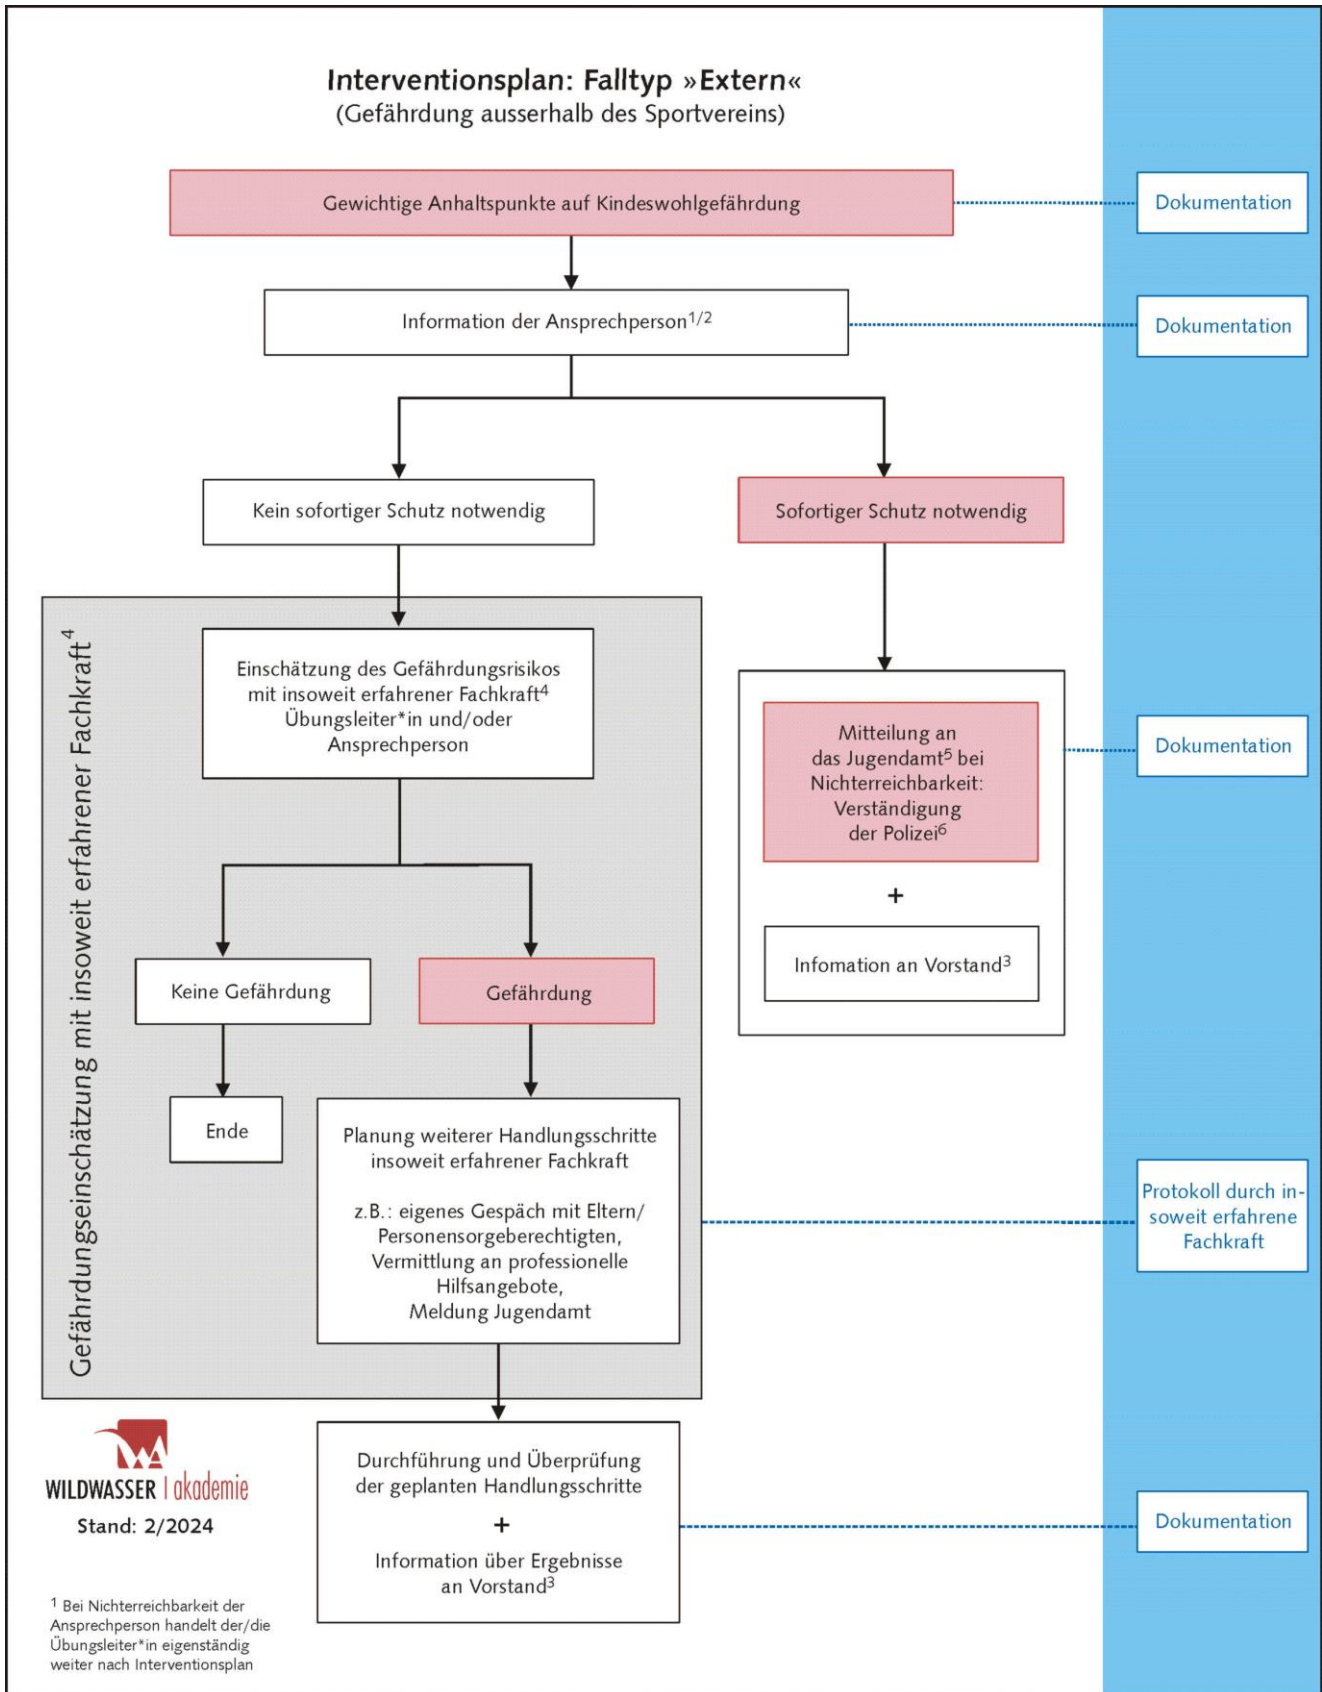 Interventionsplan: Falltyp »Extern«
(Gefährdung ausserhalb des Sportvereins)
Gewichtige Anhaltspunkte auf Kindeswohlgefährdung
Dokumentation
Information der Ansprechperson1/2
Dokumentation
Kein sofortiger Schutz notwendig
Sofortiger Schutz notwendig
Gefährdungseinschätzung mit insoweit erfahrener Fachkraft4
Einschätzung des Gefährdungsrisikos
mit insoweit erfahrener Fachkraft4
Übungsleiter*in und/oder
Ansprechperson
Mitteilung an
das Jugendamt5 bei
Nichterreichbarkeit:
Verständigung
der Polizei6
+
Infomation an Vorstand3
Dokumentation
Keine Gefährdung
Gefährdung
Ende
Planung weiterer Handlungsschritte
insoweit erfahrener Fachkraft
z.B.: eigenes Gespäch mit Eltern/
Personensorgeberechtigten,
Vermittlung an professionelle
Hilfsangebote,
Meldung Jugendamt
Protokoll durch in-
soweit erfahrene
Fachkraft
Durchführung und Überprüfung
der geplanten Handlungsschritte
+
Information über Ergebnisse
an Vorstand3
Dokumentation
WA
WILDWASSER | akademie
Stand: 2/2024
1 Bei Nichterreichbarkeit der
Ansprechperson handelt der/die
Übungsleiter*in eigenständig
weiter nach Interventionsplan